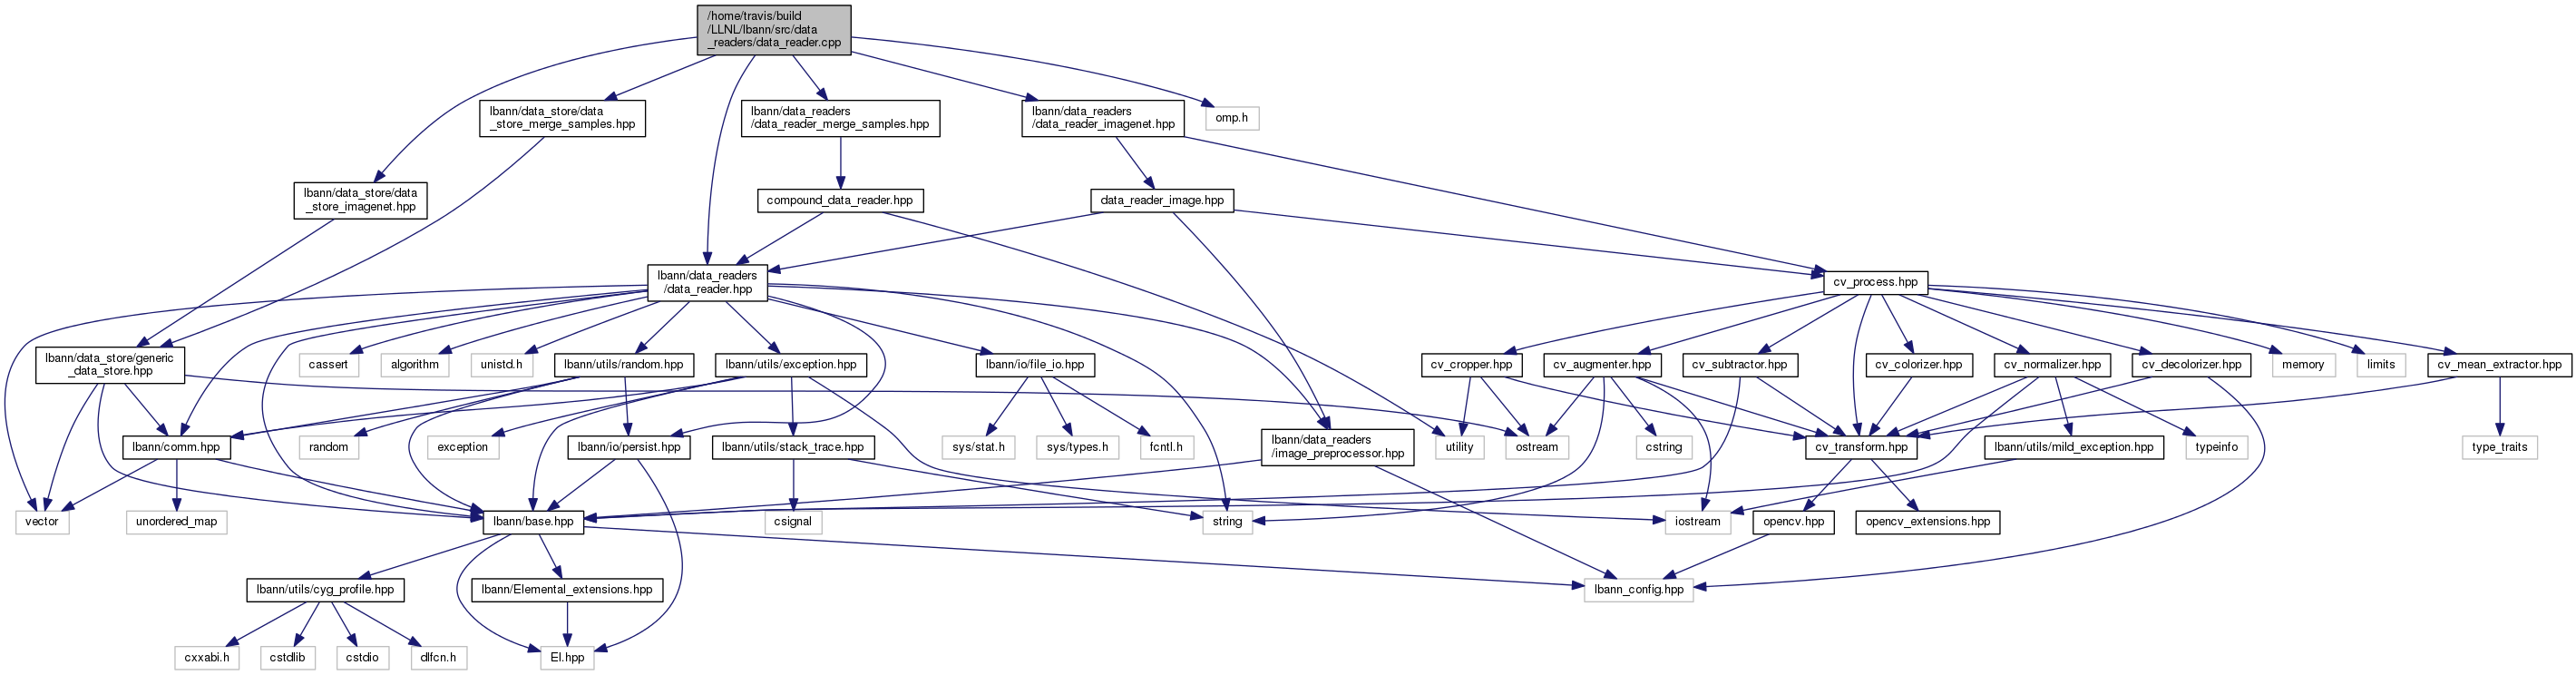 /home/travis/build
/LLNL/lbann/src/data
_readers/data_reader.cpp
lbann/data_store/data
_store_merge_samples.hpp
lbann/data_readers
/data_reader_merge_samples.hpp
lbann/data_readers
/data_reader_imagenet.hpp
omp.h
lbann/data_store/data
_store_imagenet.hpp
compound_data_reader.hpp
data_reader_image.hpp
lbann/data_readers
/data_reader.hpp
cv_process.hpp
lbann/data_store/generic
_data_store.hpp
cassert
algorithm
unistd.h
lbann/utils/random.hpp
lbann/utils/exception.hpp
lbann/io/file_io.hpp
cv_cropper.hpp
cv_augmenter.hpp
cv_subtractor.hpp
cv_colorizer.hpp
cv_normalizer.hpp
cv_decolorizer.hpp
memory
limits
cv_mean_extractor.hpp
lbann/comm.hpp
random
exception
lbann/io/persist.hpp
lbann/utils/stack_trace.hpp
sys/stat.h
sys/types.h
fcntl.h
lbann/data_readers
/image_preprocessor.hpp
utility
ostream
cstring
cv_transform.hpp
lbann/utils/mild_exception.hpp
typeinfo
type_traits
vector
unordered_map
lbann/base.hpp
csignal
string
iostream
opencv.hpp
opencv_extensions.hpp
lbann/utils/cyg_profile.hpp
lbann/Elemental_extensions.hpp
lbann_config.hpp
cxxabi.h
cstdlib
cstdio
dlfcn.h
El.hpp